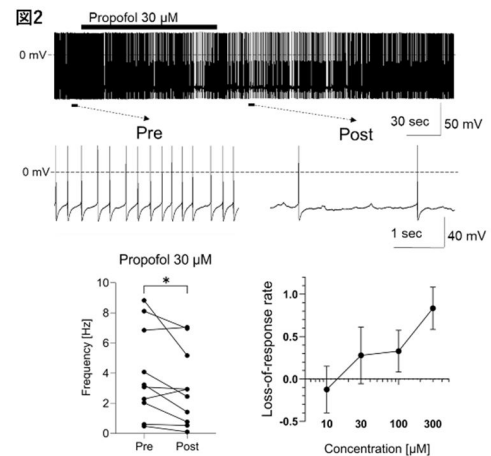 図2
Propofol 30 μM
0 mV
30 sec
50 mV
Pre
Post
0 mV
1 sec
40 mV
Propofol 30 μM
*
10
8
6
4
2
0
Frequency [Hz]
Pre
Post
1.0
0.5
0.0
-0.5
Loss-of-response rate
10
30
100
300
Concentration [μM]